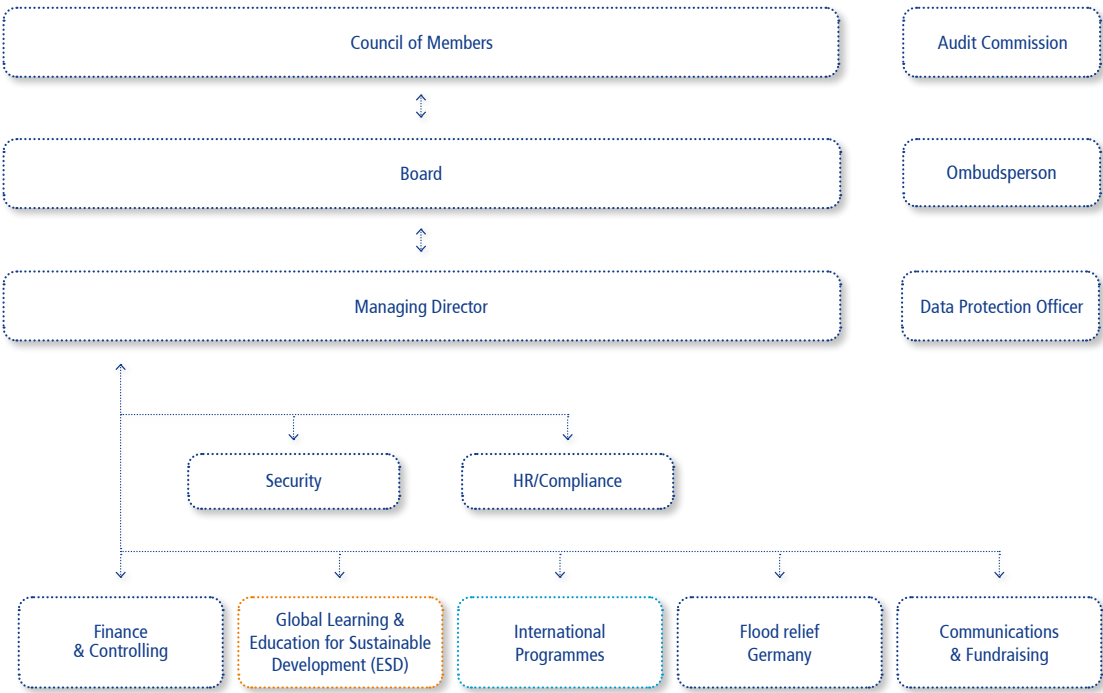 Council of Members
Audit Commission
Board
Ombudsperson
Managing Director
Data Protection Officer
Security
HR/Compliance
Finance
& Controlling
Global Learning &
Education for Sustainable
Development (ESD)
International
Programmes
Flood relief
Germany
Communications
& Fundraising